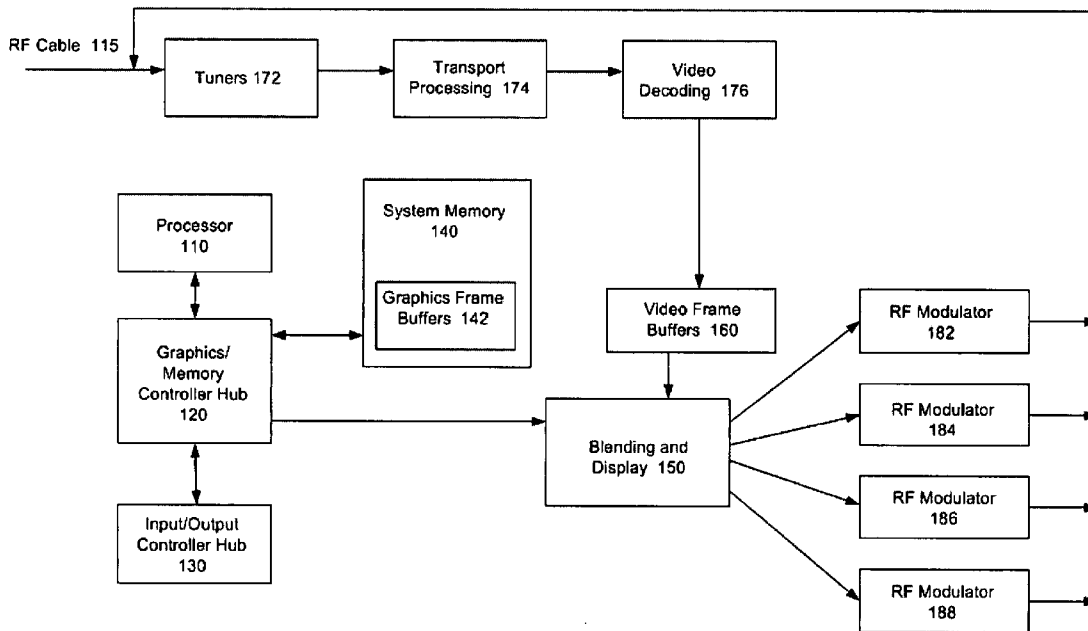 RF Cable 115
Tuners 172
Transport
Processing 174
Video
Decoding 176
Processor
110
System Memory
140
Graphics Frame
Buffers 142
Graphics/
Memory
Controller Hub
120
Input/Output
Controller Hub
130
Video Frame
Buffers 160
Blending and
Display 150
RF Modulator
182
RF Modulator
184
RF Modulator
186
RF Modulator
188